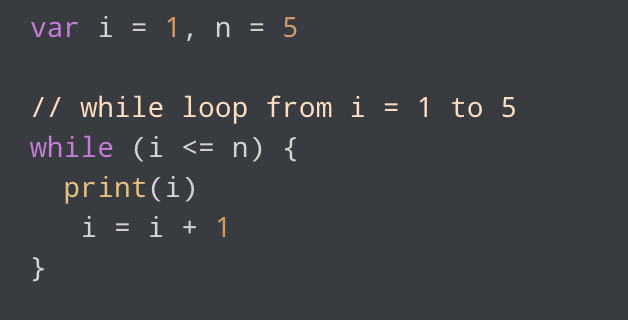 var i = 1, n = 5
// while loop from i = 1 to 5
while (i <= n) {
print(i)
i = i + 1
}